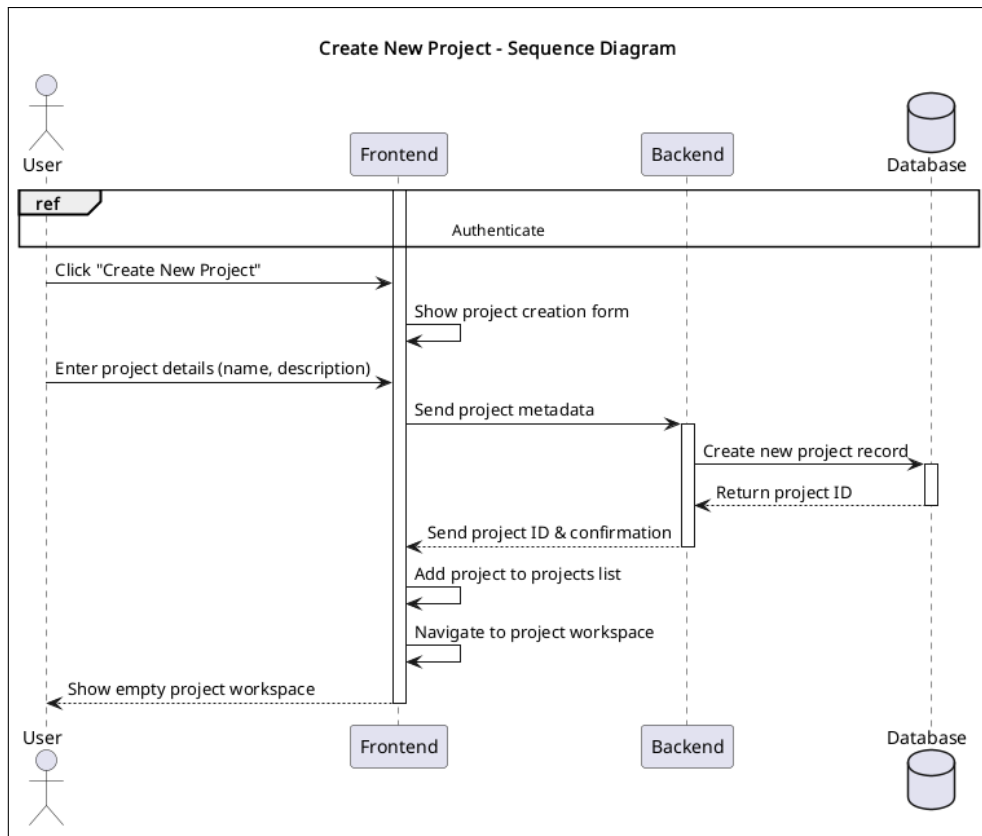 Create New Project - Sequence Diagram
User
Frontend
Backend
Database
ref
Authenticate
Click "Create New Project"
Show project creation form
Enter project details (name, description)
Send project metadata
Create new project record
Return project ID
Send project ID & confirmation
Add project to projects list
Navigate to project workspace
Show empty project workspace
User
Frontend
Backend
Database